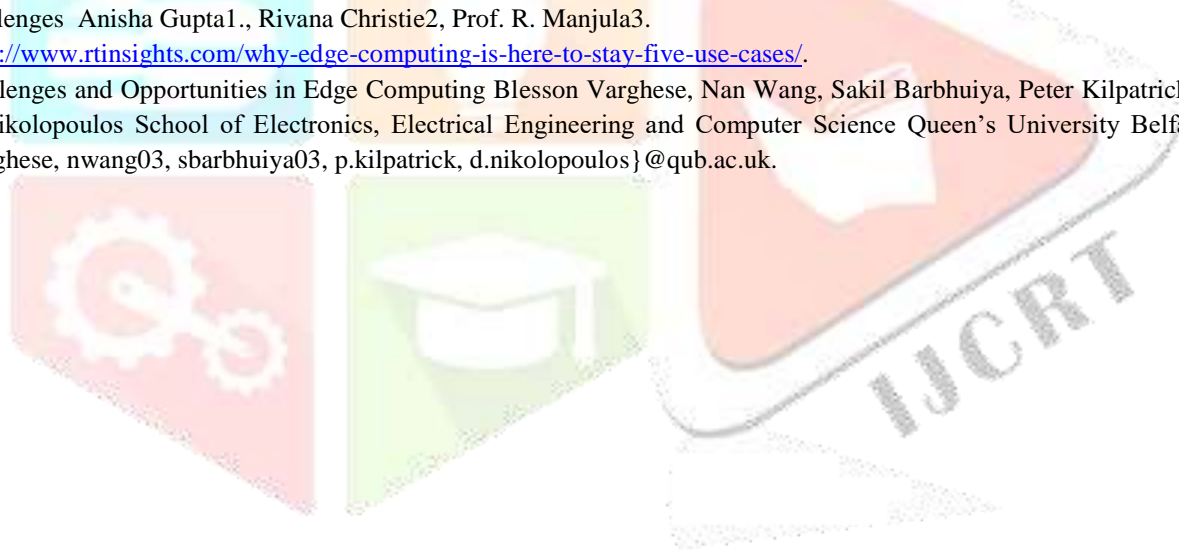 lenges Anisha Gupta1., Rivana Christie2, Prof. R. Manjula3.
://www.rtinsights.com/why-edge-computing-is-here-to-stay-five-use-cases/.
lenges and Opportunities in Edge Computing Blesson Varghese, Nan Wang, Sakil Barbhuiya, Peter Kilpatrick
ikolopoulos School of Electronics, Electrical Engineering and Computer Science Queen’s University Belfa
ghese, nwang03, sbarbhuiya03, p.kilpatrick, d.nikolopoulos}@qub.ac.uk.
IJCRT